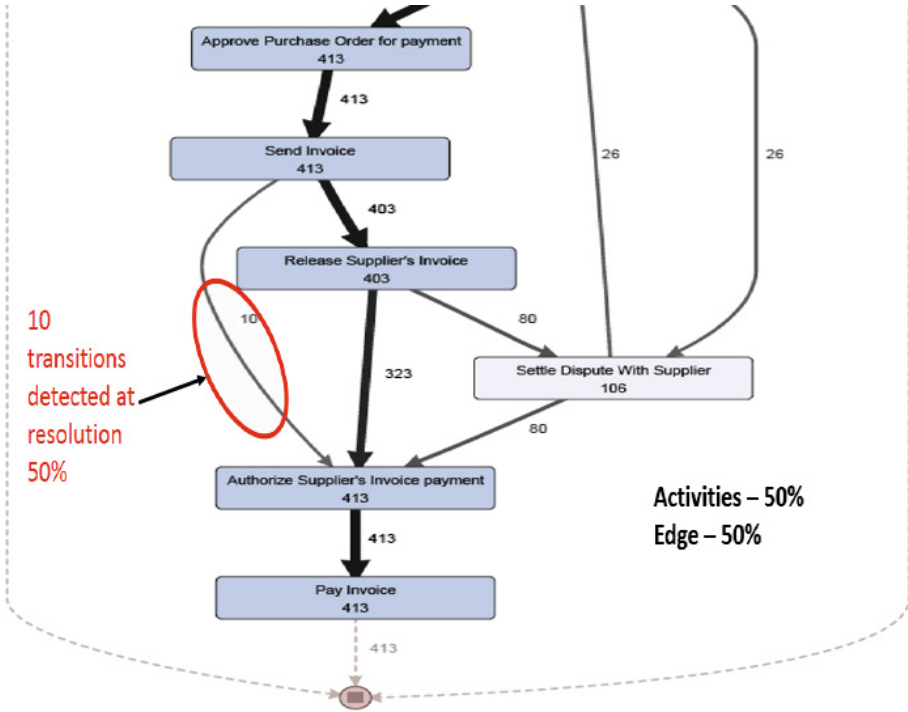 Approve Purchase Order for payment
413
413
Send Invoice
413
26
26
403
Release Supplier's Invoice
403
10
80
10
transitions
detected at
resolution
50%
323
Settle Dispute With Supplier
106
80
Authorize Supplier's Invoice payment
413
Activities – 50%
Edge – 50%
413
Pay Invoice
413
413